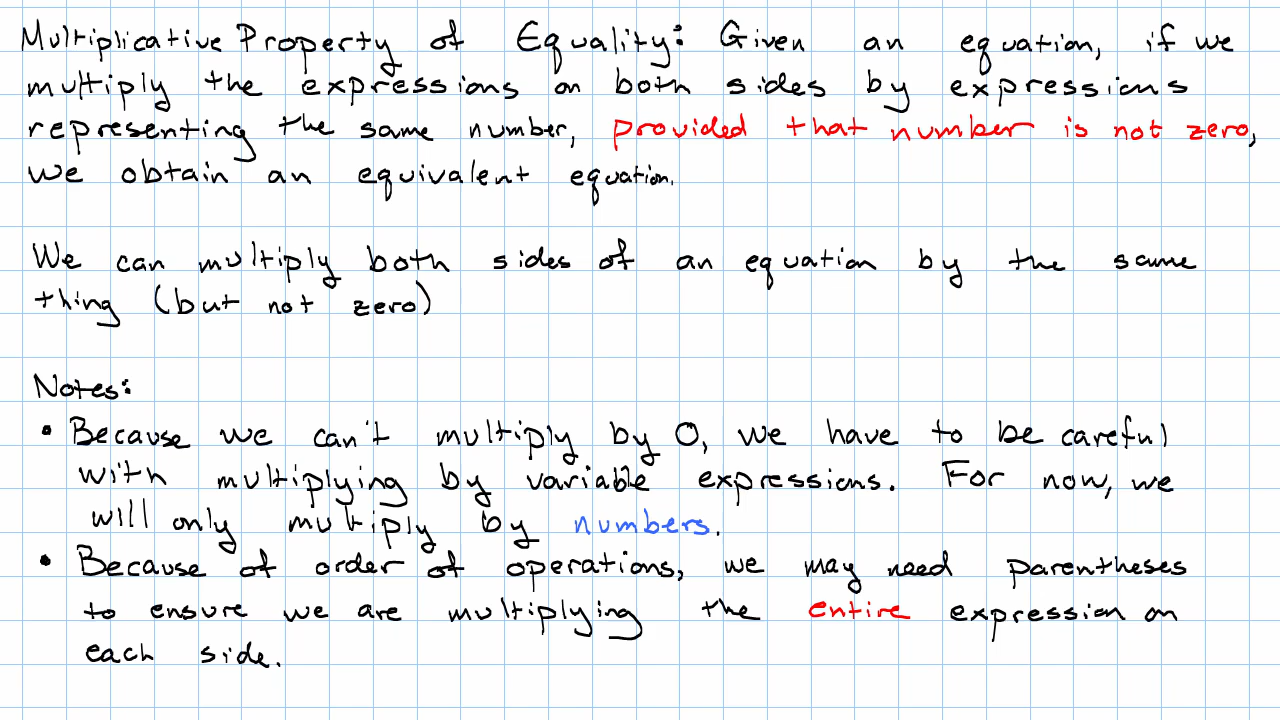 Multiplicative Property of Equality: Given an equation, if we
multiply the expressions on both sides by expressions
representing the same number, provided that number is not zero,
we obtain an equivalent equation.
We can multiply both sides of an equation by the same
thing (but not zero)
Notes:
• Because we can't multiply by 0, we have to be careful
with multiplying by variable expressions. For now, we
will only multiply by numbers.
• Because of order of operations, we may need parentheses
to ensure we are multiplying the entire expression on
each side.